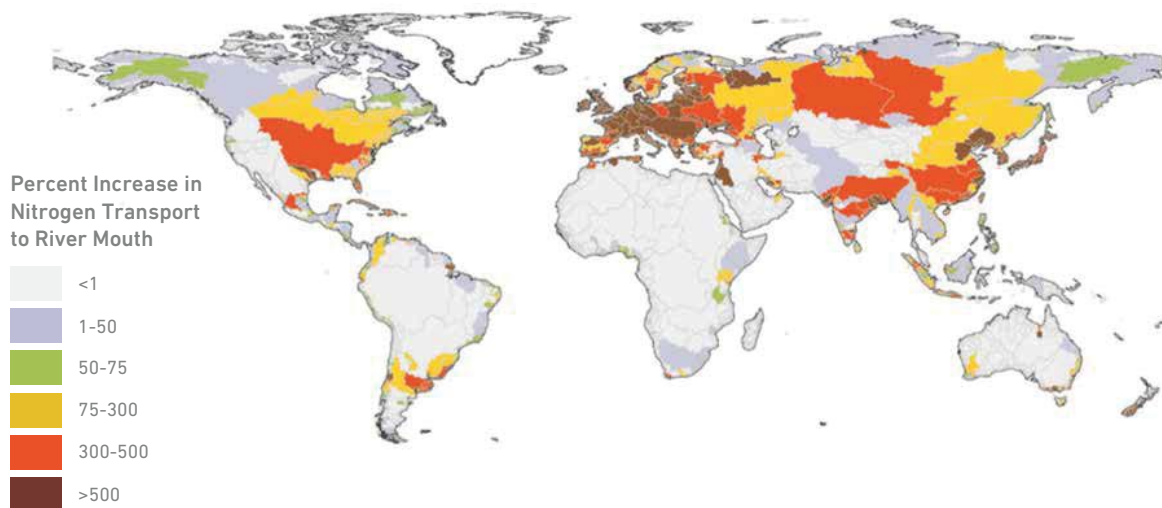 Percent Increase in
Nitrogen Transport
to River Mouth
<1
1-50
50-75
75-300
300-500
>500